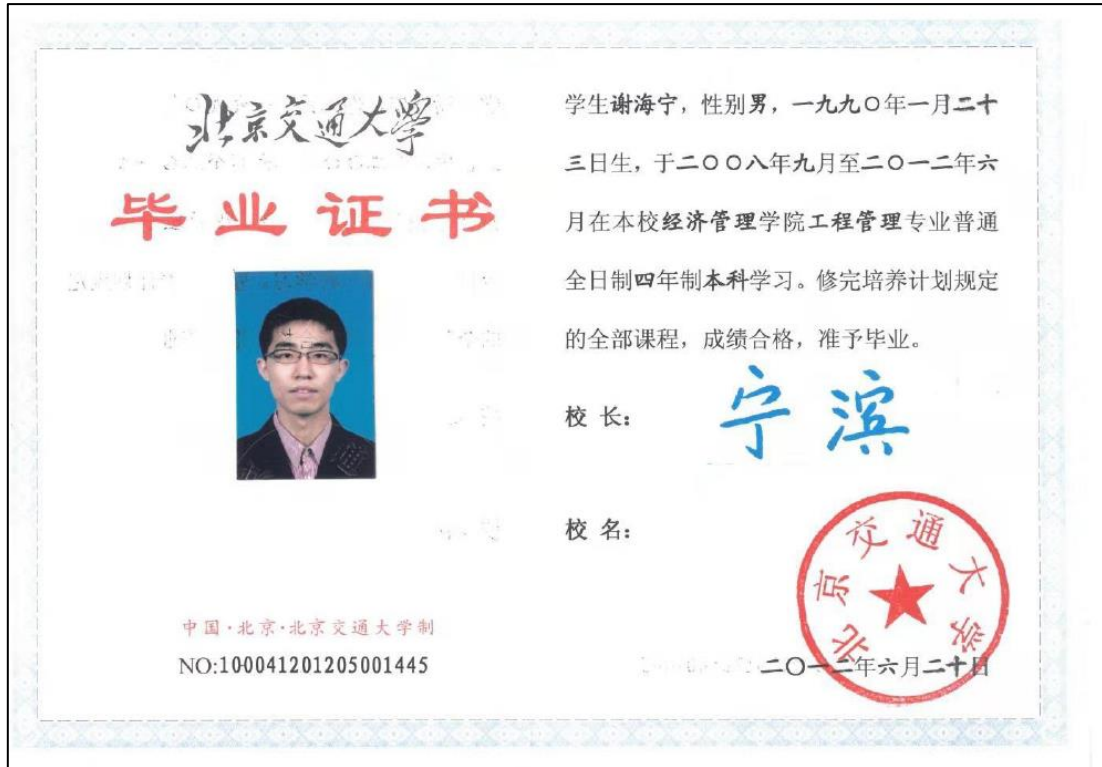 北京交通大学
毕业证书
中国·北京·北京交通大学制
NO:100041201205001445
学生谢海宁，性别男，一九九〇年一月二十
三日生，于二〇〇八年九月至二〇一二年六
月在本校经济管理学院工程管理专业普通
全日制四年制本科学习。修完培养计划规定
的全部课程，成绩合格，准予毕业。
校 长：宁滨
校 名：
北京交通大学
二〇一二年六月二十日